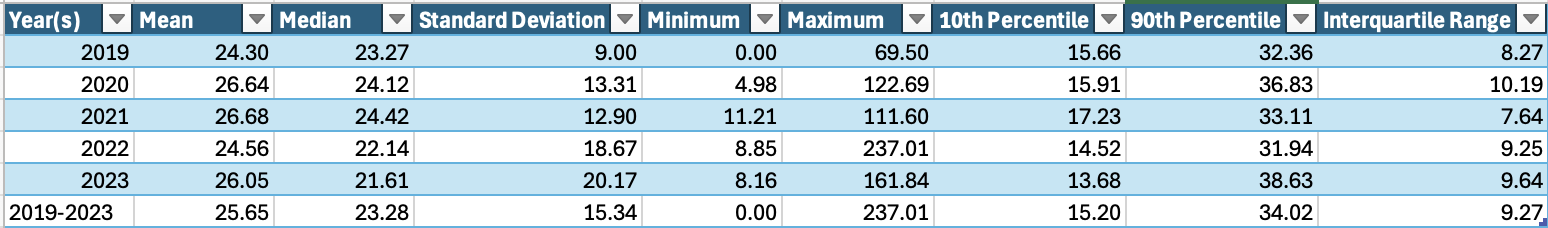 Year(s) Mean Median Standard Deviation Minimum Maximum 10th Percentile 90th Percentile Interquartile Range
2019 24.30 23.27 9.00 0.00 69.50 15.66 32.36 8.27
2020 26.64 24.12 13.31 4.98 122.69 15.91 36.83 10.19
2021 26.68 24.42 12.90 11.21 111.60 17.23 33.11 7.64
2022 24.56 22.14 18.67 8.85 237.01 14.52 31.94 9.25
2023 26.05 21.61 20.17 8.16 161.84 13.68 38.63 9.64
2019-2023 25.65 23.28 15.34 0.00 237.01 15.20 34.02 9.27